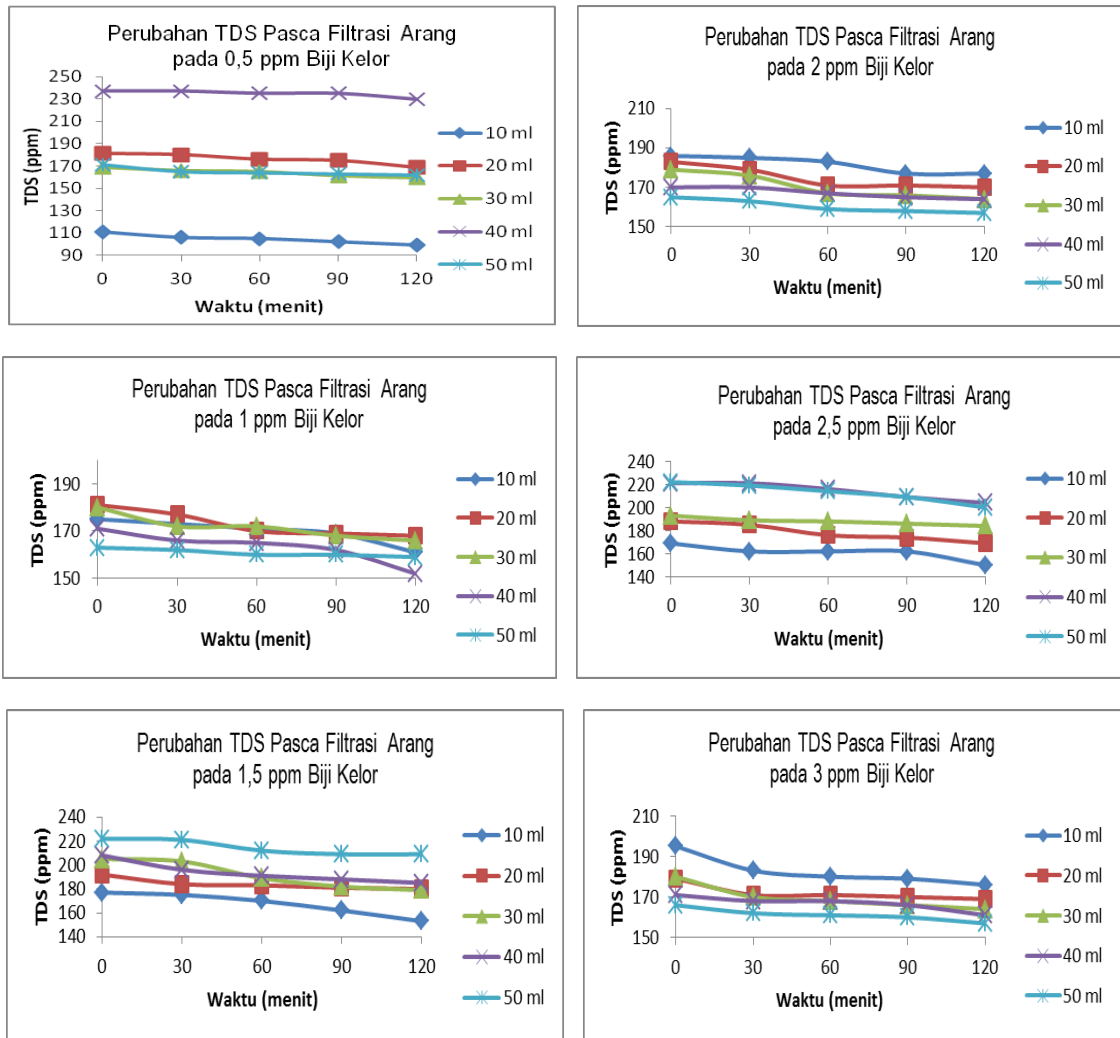 Perubahan TDS Pasca Filtrasi Arang
pada 0,5 ppm Biji Kelor
TDS (ppm)
250
230
210
190
170
150
130
110
90
0 30 60 90 120
Waktu (menit)
10 ml
20 ml
30 ml
40 ml
50 ml
Perubahan TDS Pasca Filtrasi Arang
pada 2 ppm Biji Kelor
TDS (ppm)
210
190
170
150
0 30 60 90 120
Waktu (menit)
10 ml
20 ml
30 ml
40 ml
50 ml
Perubahan TDS Pasca Filtrasi Arang
pada 1 ppm Biji Kelor
TDS (ppm)
190
170
150
0 30 60 90 120
Waktu (menit)
10 ml
20 ml
30 ml
40 ml
50 ml
Perubahan TDS Pasca Filtrasi Arang
pada 2,5 ppm Biji Kelor
TDS (ppm)
240
220
200
180
160
140
0 30 60 90 120
Waktu (menit)
10 ml
20 ml
30 ml
40 ml
50 ml
Perubahan TDS Pasca Filtrasi Arang
pada 1,5 ppm Biji Kelor
TDS (ppm)
240
220
200
180
160
140
0 30 60 90 120
Waktu (menit)
10 ml
20 ml
30 ml
40 ml
50 ml
Perubahan TDS Pasca Filtrasi Arang
pada 3 ppm Biji Kelor
TDS (ppm)
210
190
170
150
0 30 60 90 120
Waktu (menit)
10 ml
20 ml
30 ml
40 ml
50 ml